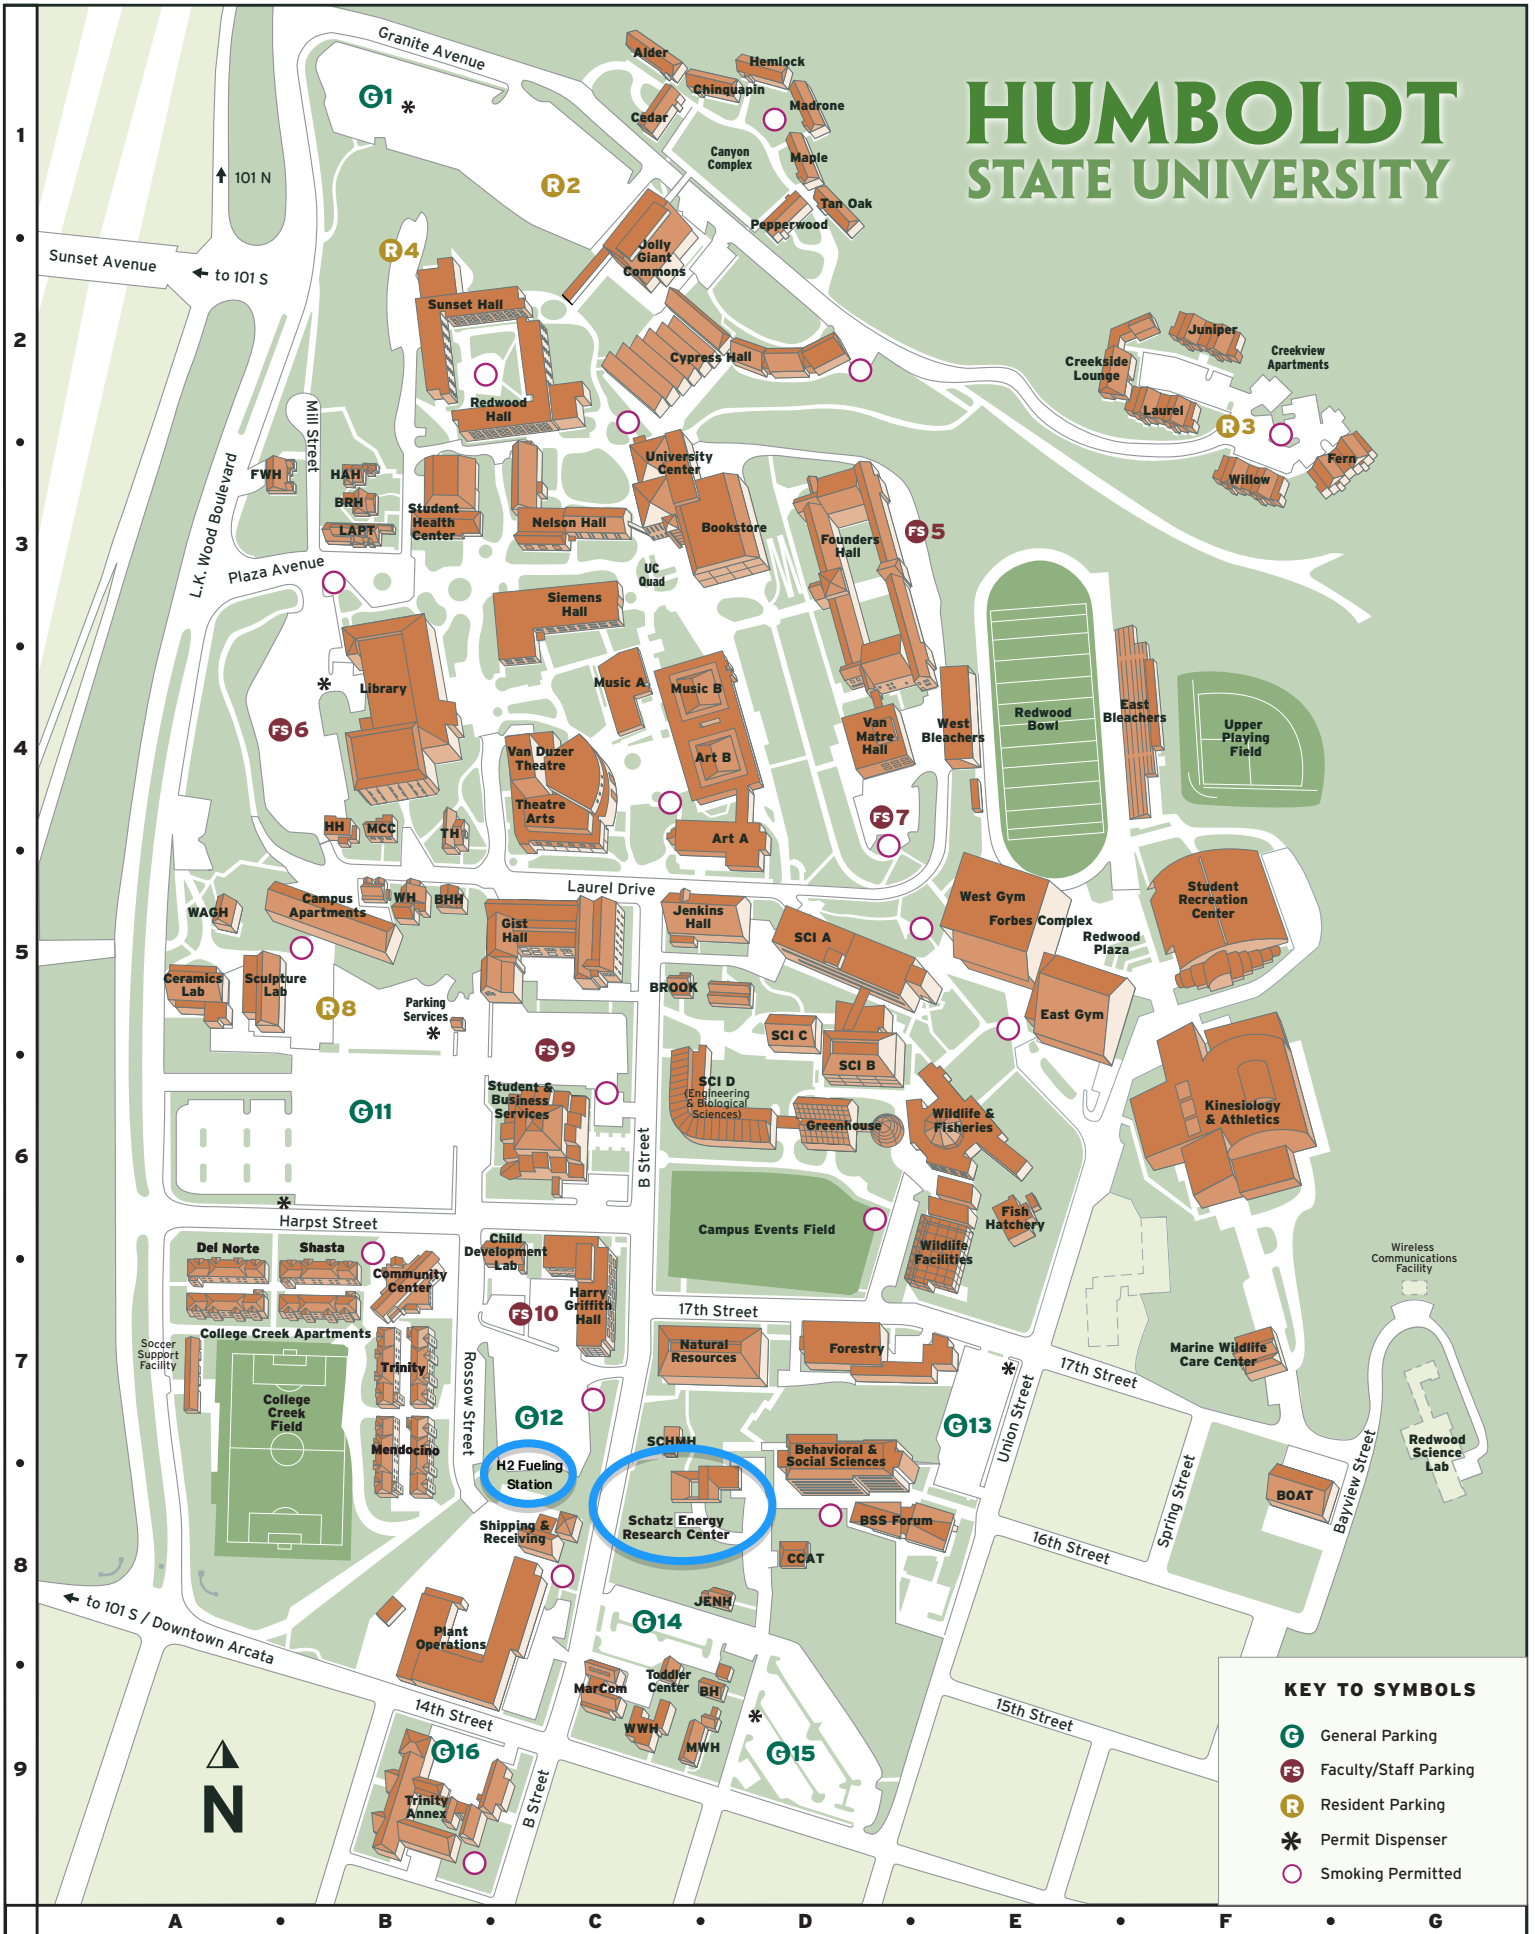 HUMBOLDT
STATE UNIVERSITY
Granite Avenue
G1
*
101 N
R2
R4
Sunset Avenue
to 101 S
Alder
Hemlock
Chinquapin
Madrone
Cedar
Canyon
Complex
Maple
Tan Oak
Pepperwood
Jolly
Giant
Commons
Sunset Hall
Redwood
Hall
Cypress Hall
Juniper
Creekside
Lounge
Creekview
Apartments
Laurel
R3
Willow
Fern
Mill Street
L.K. Wood Boulevard
FWH
HAH
BRH
LAPT
Student
Health
Center
Nelson Hall
University
Center
Bookstore
Founders
Hall
FS5
Plaza Avenue
UC
Quad
Siemens
Hall
Library
*
FS6
Music A
Music B
Art B
Van
Matre
Hall
West
Bleachers
Redwood
Bowl
East
Bleachers
Upper
Playing
Field
Van Duzer
Theatre
Theatre
Arts
Art A
FS7
HH
MCC
TH
Laurel Drive
WAGH
Campus
Apartments
WH
BHH
Gist
Hall
Jenkins
Hall
SCI A
West Gym
Forbes Complex
Redwood
Plaza
Student
Recreation
Center
Ceramics
Lab
Sculpture
Lab
R8
Parking
Services
*
BROOK
SCI C
SCI B
East Gym
FS9
SCI D
(Engineering
& Biological
Sciences)
Student &
Business
Services
G11
Greenhouse
Wildlife &
Fisheries
Kinesiology
& Athletics
B Street
*
Harpst Street
Campus Events Field
Fish
Hatchery
Wildlife
Facilities
Wireless
Communications
Facility
Del Norte
Shasta
Community
Center
Child
Development
Lab
Harry
Griffith
Hall
FS10
17th Street
College Creek Apartments
Soccer
Support
Facility
College
Creek
Field
Trinity
Mendocino
Rossow Street
Natural
Resources
Forestry
*
Union Street
17th Street
Marine Wildlife
Care Center
G12
G13
SCHMH
Behavioral &
Social Sciences
H2 Fueling
Station
Schatz Energy
Research Center
BSS Forum
Shipping &
Receiving
CCAT
16th Street
Spring Street
BOAT
Bayview Street
Redwood
Science
Lab
to 101 S / Downtown Arcata
Plant
Operations
JENH
G14
MarCom
Toddler
Center
BH
WWH
MWH
*
G15
15th Street
14th Street
G16
Trinity
Annex
B Street
N
KEY TO SYMBOLS
G General Parking
FS Faculty/Staff Parking
R Resident Parking
* Permit Dispenser
Smoking Permitted
1
2
3
4
5
6
7
8
9
A B C D E F G